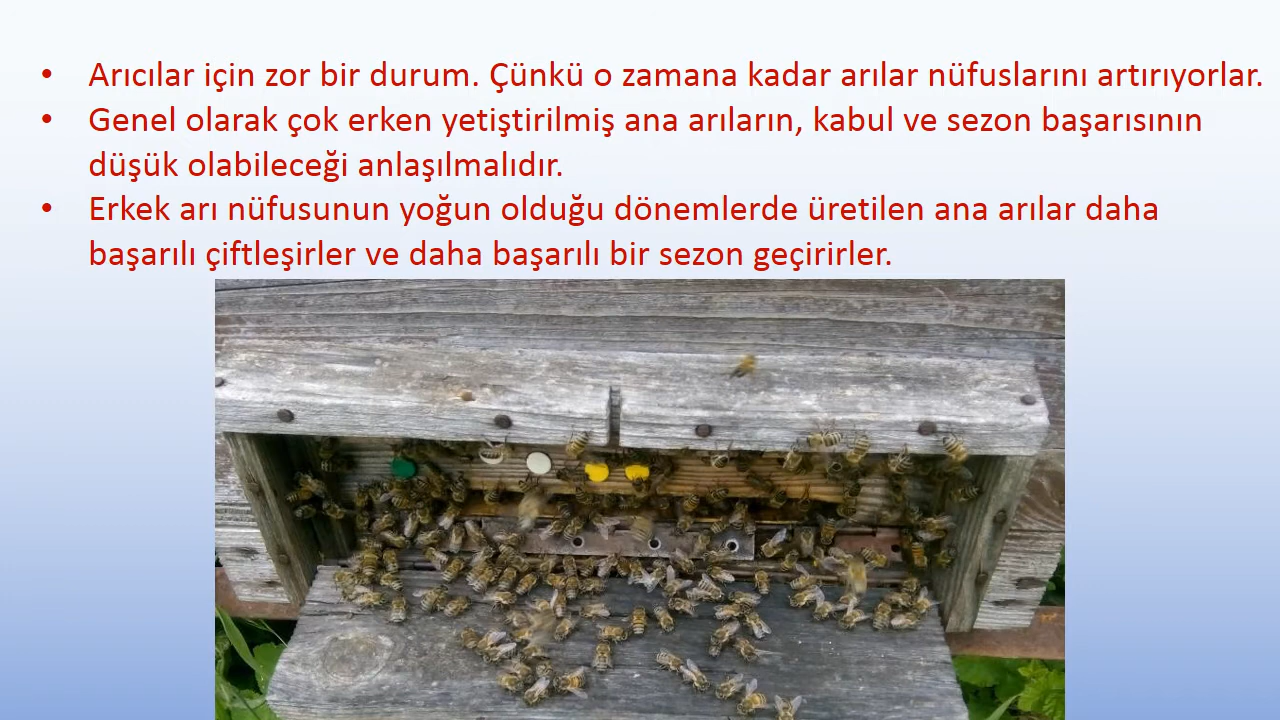 • Arıcılar için zor bir durum. Çünkü o zamana kadar arılar nüfuslarını artırıyorlar.
• Genel olarak çok erken yetiştirilmiş ana arıların, kabul ve sezon başarısının
düşük olabileceği anlaşılmalıdır.
• Erkek arı nüfusunun yoğun olduğu dönemlerde üretilen ana arılar daha
başarılı çiftleşirler ve daha başarılı bir sezon geçirirler.